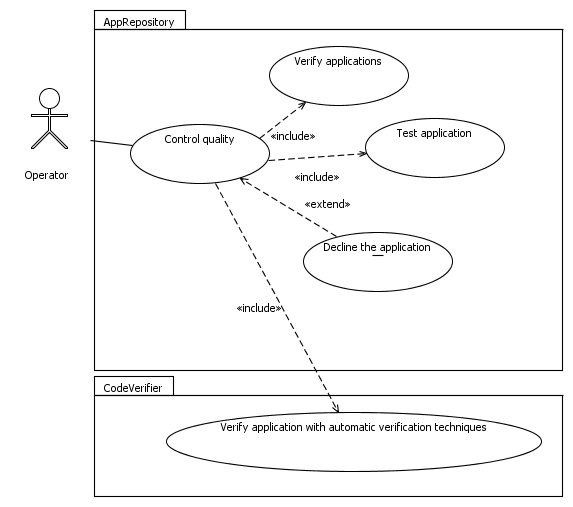 AppRepository
Verify applications
Control quality
«include»
Test application
Operator
«include»
«extend»
Decline the application
«include»
CodeVerifier
Verify application with automatic verification techniques